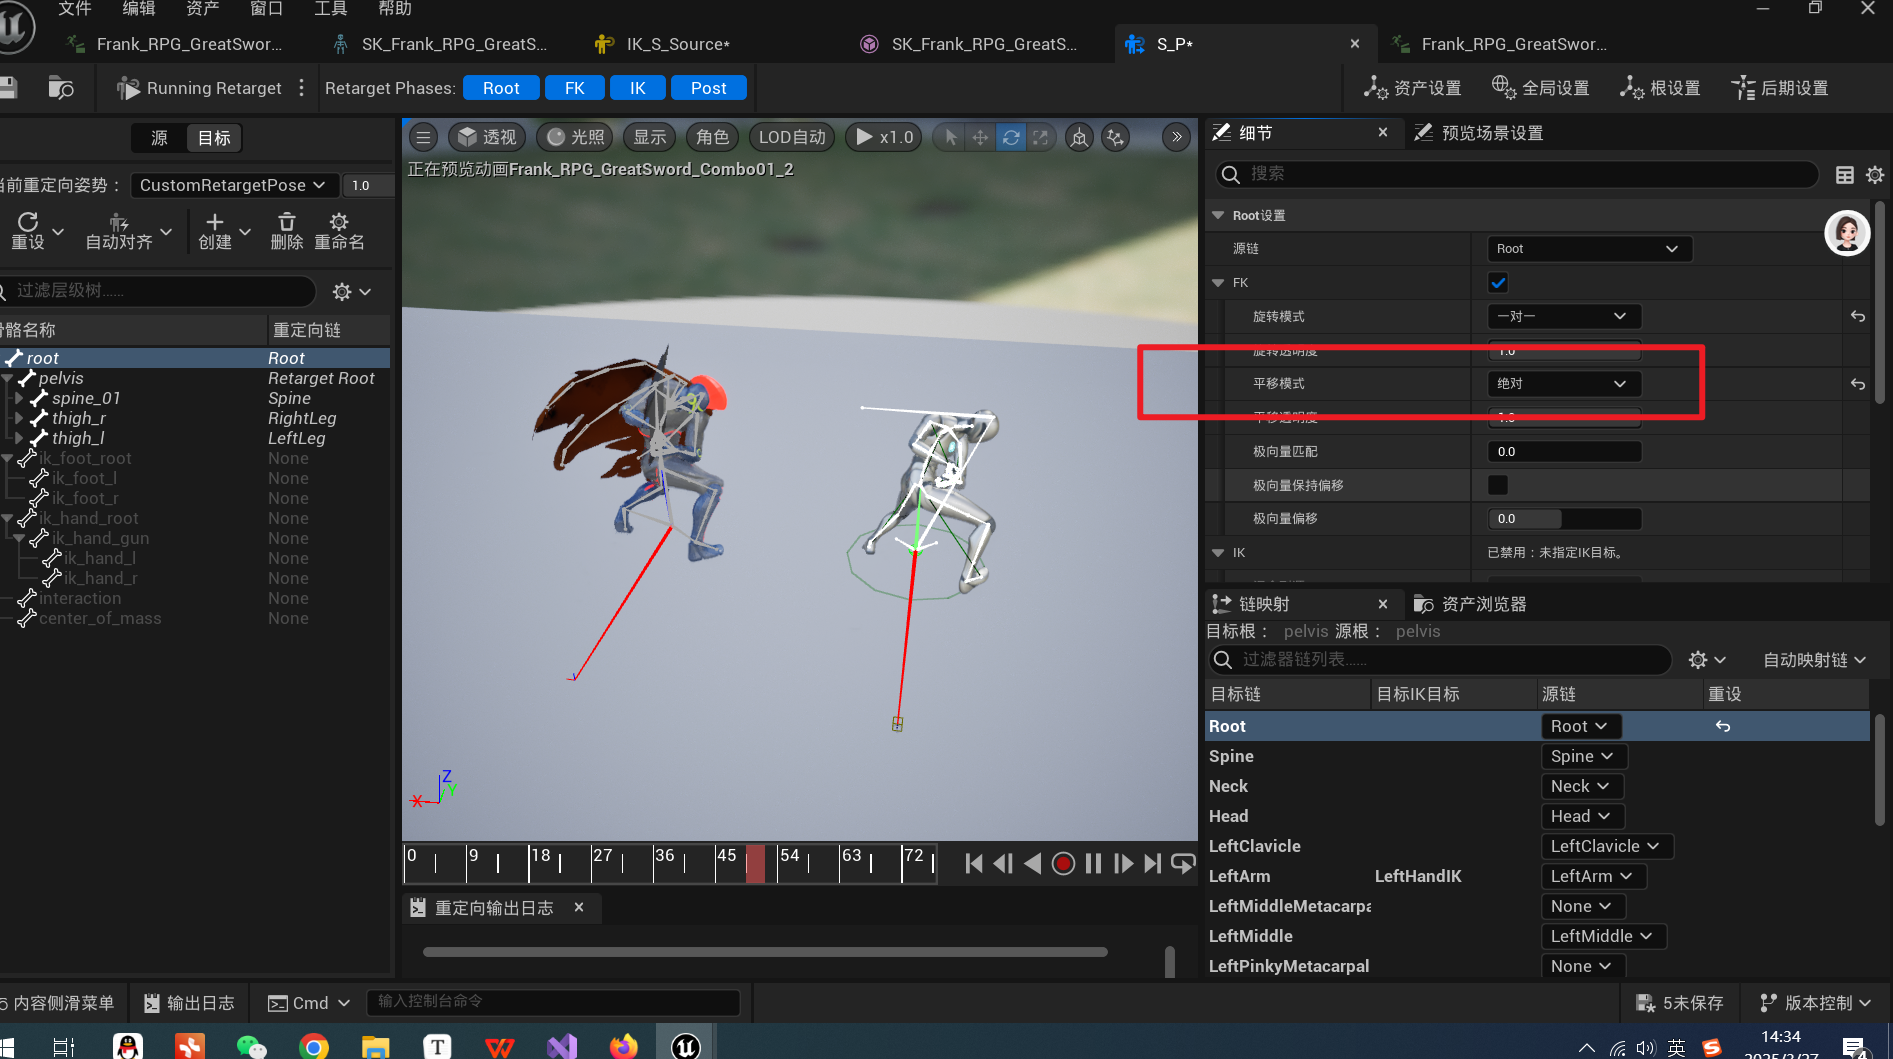 文件 编辑 资产 窗口 工具 帮助
Frank_RPG_GreatSwor... SK_Frank_RPG_GreatS... IK_S_Source* SK_Frank_RPG_GreatS... S_P* Frank_RPG_GreatSwor...
Running Retarget Retarget Phases: Root FK IK Post 资产设置 全局设置 根设置 后期设置
源 目标
当前重定向姿势： CustomRetargetPose 1.0
重设 自动对齐 创建 删除 重命名
过滤层级树......
骨骼名称 重定向链
root Root
pelvis Retarget Root
spine_01 Spine
thigh_r RightLeg
thigh_l LeftLeg
ik_foot_root None
ik_foot_l None
ik_foot_r None
ik_hand_root None
ik_hand_gun None
ik_hand_l None
ik_hand_r None
interaction None
center_of_mass None
透视 光照 显示 角色 LOD自动 x1.0
正在预览动画Frank_RPG_GreatSword_Combo01_2
Z
X Y
0 9 18 27 36 45 54 63 72
重定向输出日志
细节 预览场景设置
搜索
Root设置
源链 Root
FK
旋转模式 一对一
旋转透明度 1.0
平移模式 绝对
平移透明度 1.0
极向量匹配 0.0
极向量保持偏移
极向量偏移 0.0
IK 已禁用：未指定IK目标。
链映射 资产浏览器
目标根： pelvis 源根： pelvis
过滤器链列表...... 自动映射链
目标链 目标IK目标 源链 重设
Root Root
Spine Spine
Neck Neck
Head Head
LeftClavicle LeftClavicle
LeftArm LeftHandIK LeftArm
LeftMiddleMetacarpa None
LeftMiddle LeftMiddle
LeftPinkyMetacarpal None
内容侧滑菜单 输出日志 Cmd 输入控制台命令 5未保存 版本控制
英 14:34
2025/3/27 4